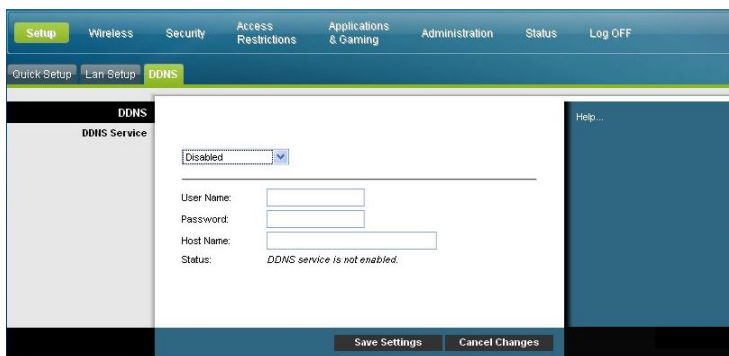 Setup Wireless Security Access Restrictions Applications & Gaming Administration Status Log OFF
Quick Setup Lan Setup DDNS
DDNS
Help...
DDNS Service
Disabled
User Name:
Password:
Host Name:
Status: DDNS service is not enabled.
Save Settings Cancel Changes